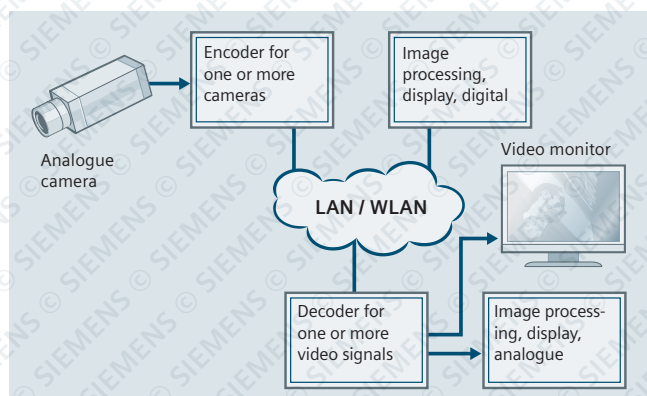 Encoder for
one or more
cameras
Image
processing,
display, digital
Analogue
camera
Video monitor
LAN / WLAN
Decoder for
one or more
video signals
Image process-
ing, display,
analogue
© SIEMENS